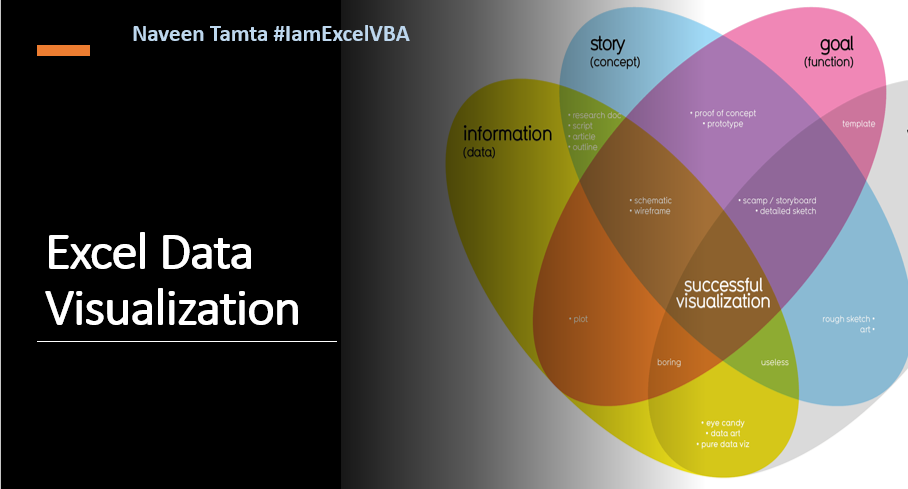 Naveen Tamta #IamExcelVBA
Excel Data
Visualization
story
(concept)
goal
(function)
information
(data)
• research doc
• script
• article
• outline
• proof of concept
• prototype
template
• schematic
• wireframe
• scamp / storyboard
• detailed sketch
successful
visualization
• plot
rough sketch •
art •
boring
useless
• eye candy
• data art
• pure data viz